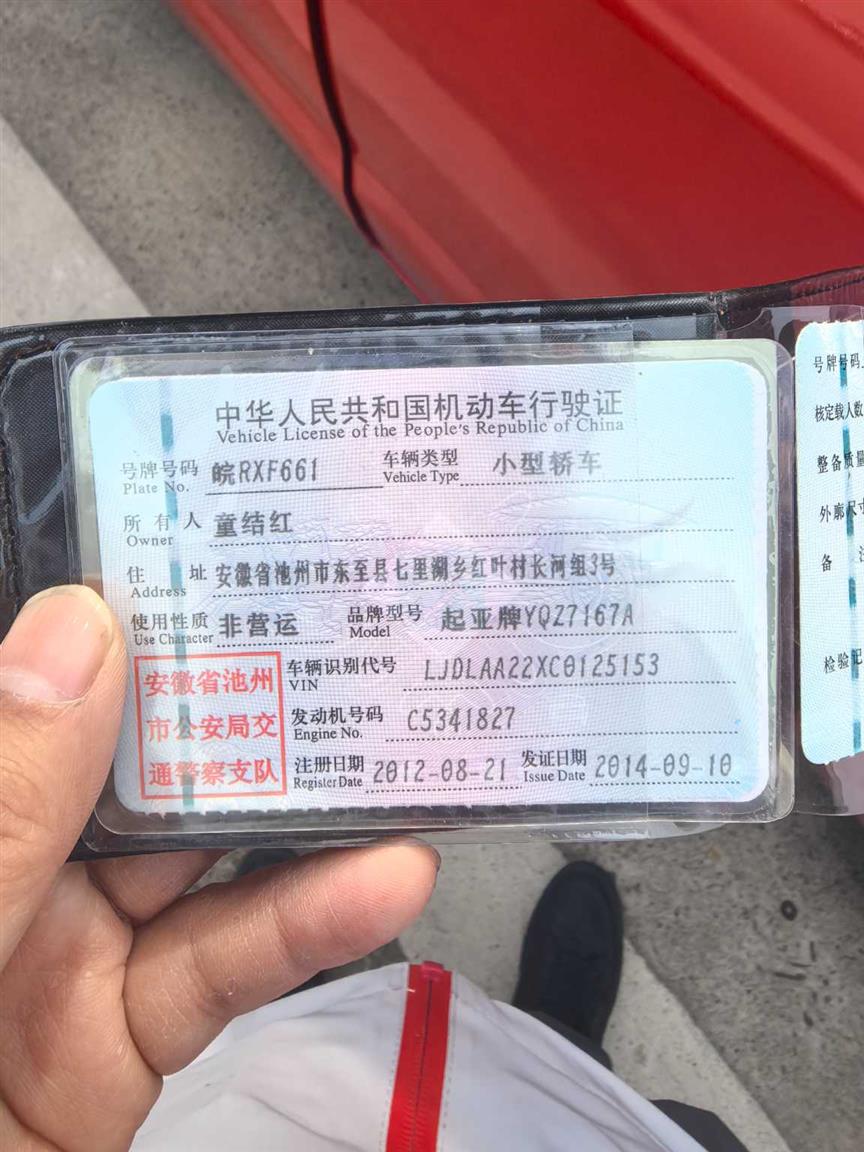 中华人民共和国机动车行驶证
Vehicle License of the People's Republic of China
号牌号码 皖RXF661 车辆类型 小型轿车
Plate No. Vehicle Type
所有人 童结红
Owner
住址 安徽省池州市东至县七里湖乡红叶村长河组3号
Address
使用性质 非营运 品牌型号 起亚牌YQZ7167A
Use Character Model
安徽省池州
市公安局交
通警察支队
车辆识别代号 LJDLAA22XC0125153
VIN
发动机号码 C5341827
Engine No.
注册日期 2012-08-21 发证日期 2014-09-10
Register Date Issue Date
号牌号码
核定载人数
整备质量
外廓尺寸
备注
检验记